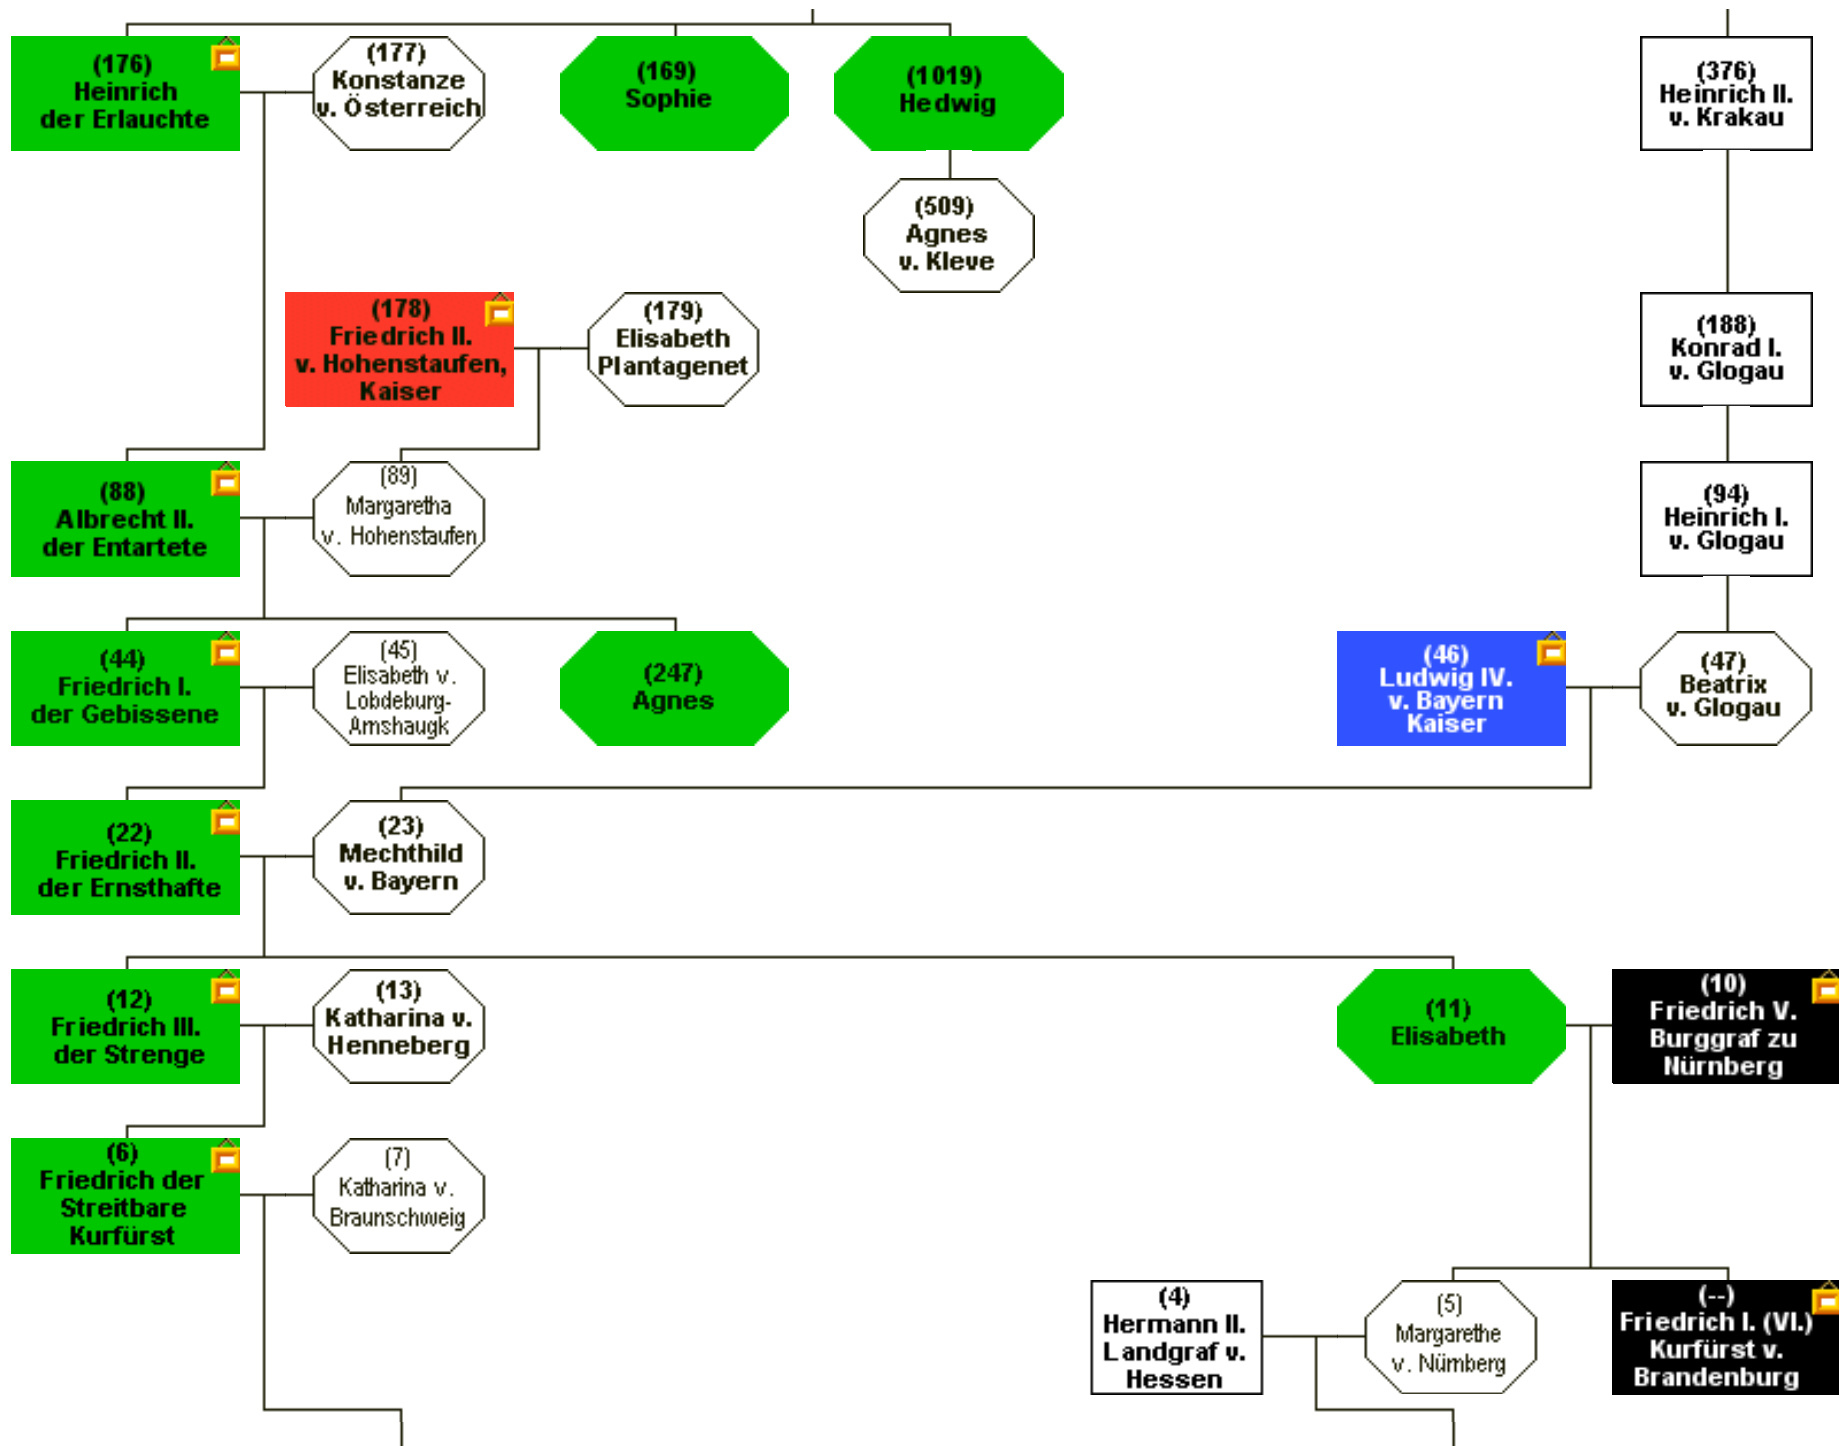 (176)
Heinrich
der Erlauchte
(177)
Konstanze
v. Österreich
(169)
Sophie
(1019)
Hedwig
(376)
Heinrich II.
v. Krakau
(509)
Agnes
v. Kleve
(178)
Friedrich II.
v. Hohenstaufen,
Kaiser
(179)
Elisabeth
Plantagenet
(188)
Konrad I.
v. Glogau
(88)
Albrecht II.
der Entartete
(89)
Margaretha
v. Hohenstaufen
(94)
Heinrich I.
v. Glogau
(44)
Friedrich I.
der Gebissene
(45)
Elisabeth v.
Lobdeburg-
Arnshaugk
(247)
Agnes
(46)
Ludwig IV.
v. Bayern
Kaiser
(47)
Beatrix
v. Glogau
(22)
Friedrich II.
der Ernsthafte
(23)
Mechthild
v. Bayern
(12)
Friedrich III.
der Strenge
(13)
Katharina v.
Henneberg
(11)
Elisabeth
(10)
Friedrich V.
Burggraf zu
Nürnberg
(6)
Friedrich der
Streitbare
Kurfürst
(7)
Katharina v.
Braunschweig
(4)
Hermann II.
Landgraf v.
Hessen
(5)
Margarethe
v. Nürnberg
(--)
Friedrich I. (VI.)
Kurfürst v.
Brandenburg